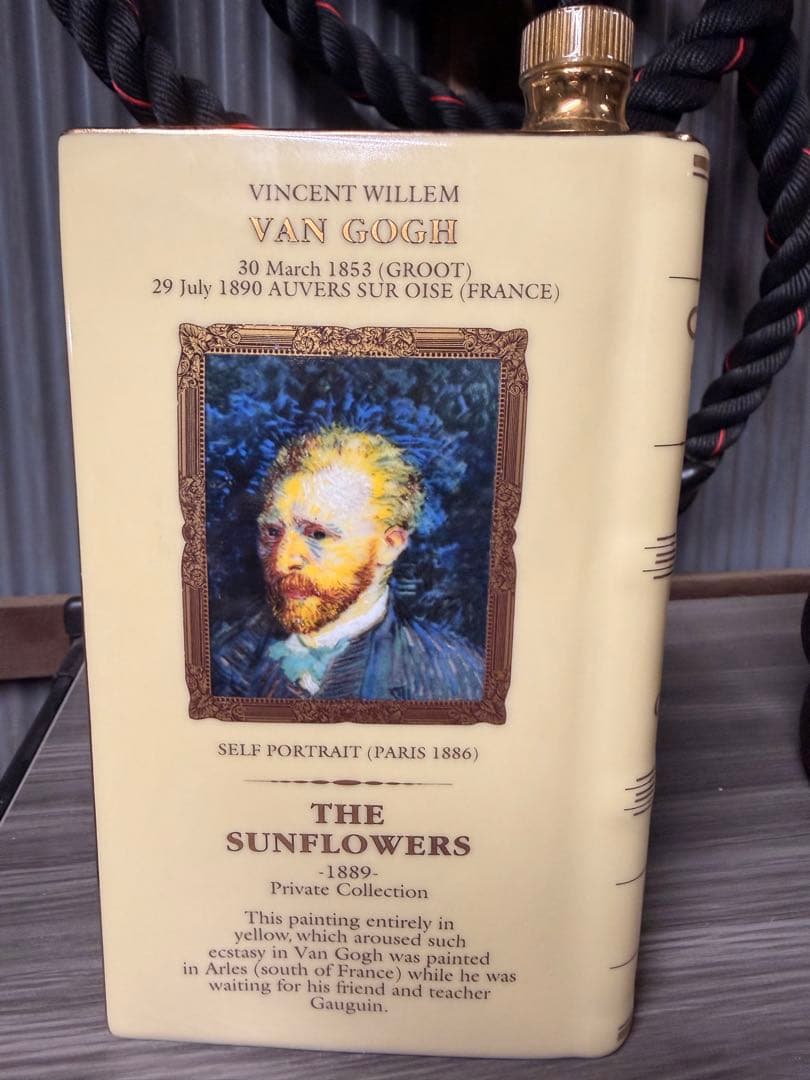 VINCENT WILLEM
VAN GOGH
30 March 1853 (GROOT)
29 July 1890 AUVERS SUR OISE (FRANCE)
SELF PORTRAIT (PARIS 1886)
THE
SUNFLOWERS
-1889-
Private Collection
This painting entirely in
yellow, which aroused such
ecstasy in Van Gogh was painted
in Arles (south of France) while he was
waiting for his friend and teacher
Gauguin.